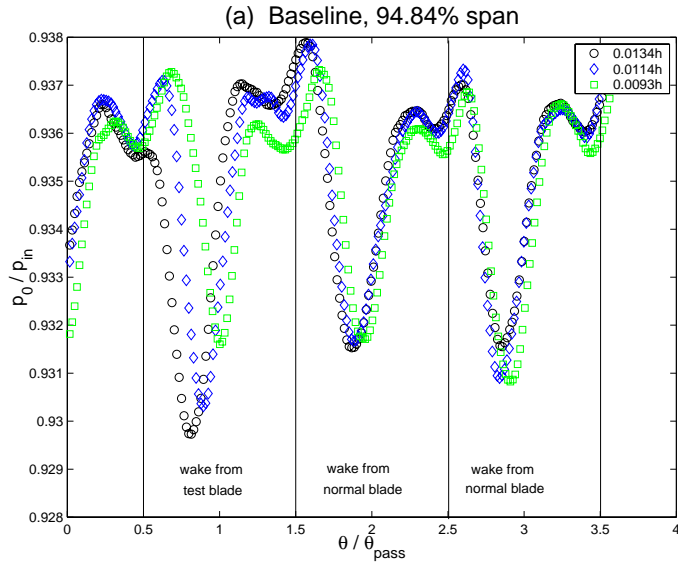 (a) Baseline, 94.84% span
0.938
0.937
0.936
0.935
0.934
0.933
0.932
0.931
0.93
0.929
0.928
p0 / pin
0.0134h
0.0114h
0.0093h
wake from
test blade
wake from
normal blade
wake from
normal blade
0 0.5 1 1.5 2 2.5 3 3.5 4
θ / θpass